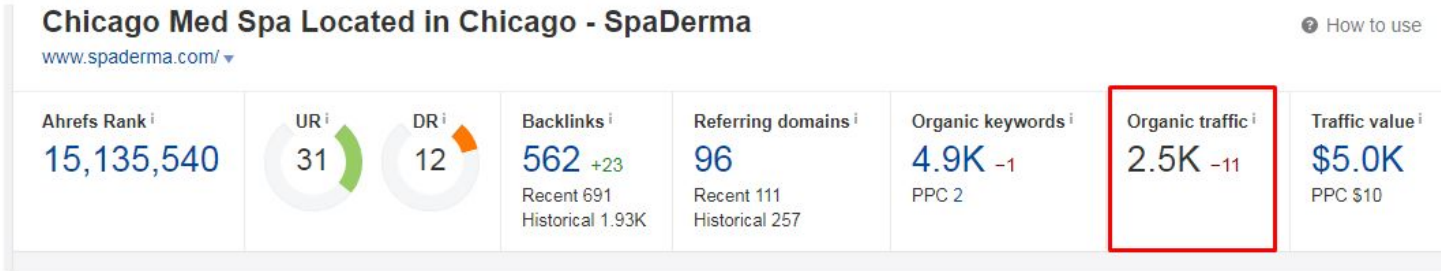 Chicago Med Spa Located in Chicago - SpaDerma
How to use
www.spaderma.com/
Ahrefs Rank i
15,135,540
UR i
31
DR i
12
Backlinks i
562 +23
Recent 691
Historical 1.93K
Referring domains i
96
Recent 111
Historical 257
Organic keywords i
4.9K −1
PPC 2
Organic traffic i
2.5K −11
Traffic value i
$5.0K
PPC $10